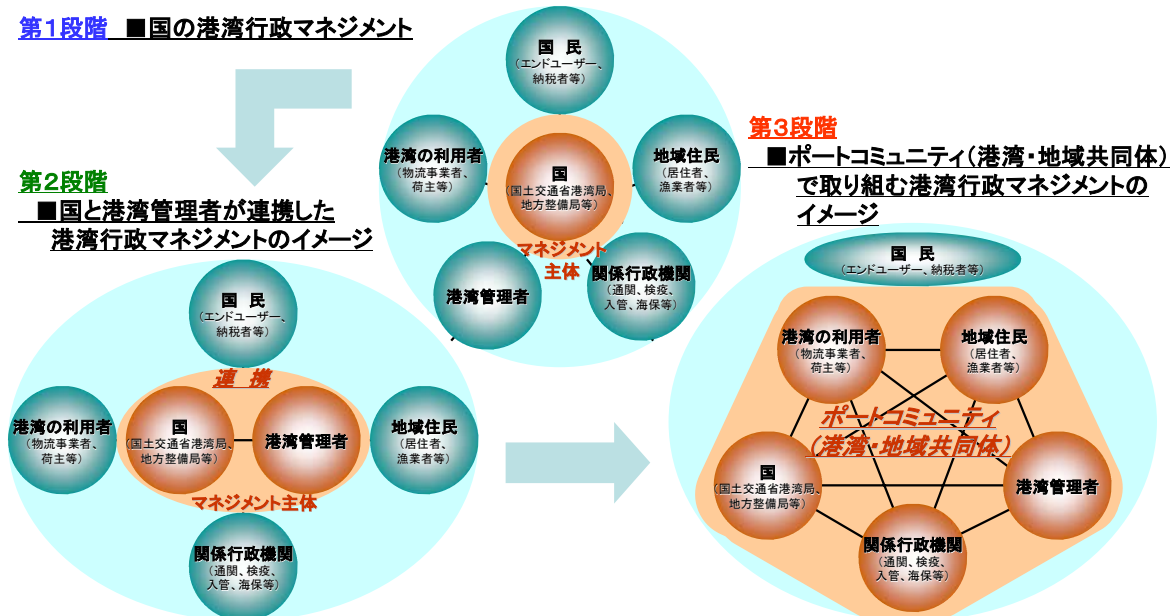 第1段階 ■国の港湾行政マネジメント
国 民
(エンドユーザー、
納税者等)
港湾の利用者
(物流事業者、
荷主等)
国
(国土交通省港湾局、
地方整備局等)
地域住民
(居住者、
漁業者等)
マネジメント
主体
港湾管理者
関係行政機関
(通関、検疫、
入管、海保等)
第2段階
■国と港湾管理者が連携した
港湾行政マネジメントのイメージ
国 民
(エンドユーザー、
納税者等)
連 携
港湾の利用者
(物流事業者、
荷主等)
国
(国土交通省港湾局、
地方整備局等)
港湾管理者
地域住民
(居住者、
漁業者等)
マネジメント主体
関係行政機関
(通関、検疫、
入管、海保等)
第3段階
■ポートコミュニティ(港湾・地域共同体)
で取り組む港湾行政マネジメントの
イメージ
国 民
(エンドユーザー、納税者等)
港湾の利用者
(物流事業者、
荷主等)
地域住民
(居住者、
漁業者等)
ポートコミュニティ
(港湾・地域共同体)
国
(国土交通省港湾局、
地方整備局等)
港湾管理者
関係行政機関
(通関、検疫、
入管、海保等)